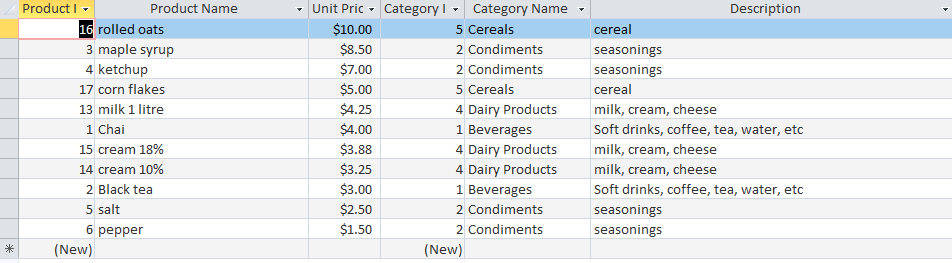 Product I Product Name Unit Pric Category I Category Name Description
16 rolled oats $10.00 5 Cereals cereal
3 maple syrup $8.50 2 Condiments seasonings
4 ketchup $7.00 2 Condiments seasonings
17 corn flakes $5.00 5 Cereals cereal
13 milk 1 litre $4.25 4 Dairy Products milk, cream, cheese
1 Chai $4.00 1 Beverages Soft drinks, coffee, tea, water, etc
15 cream 18% $3.88 4 Dairy Products milk, cream, cheese
14 cream 10% $3.25 4 Dairy Products milk, cream, cheese
2 Black tea $3.00 1 Beverages Soft drinks, coffee, tea, water, etc
5 salt $2.50 2 Condiments seasonings
6 pepper $1.50 2 Condiments seasonings
(New) (New)